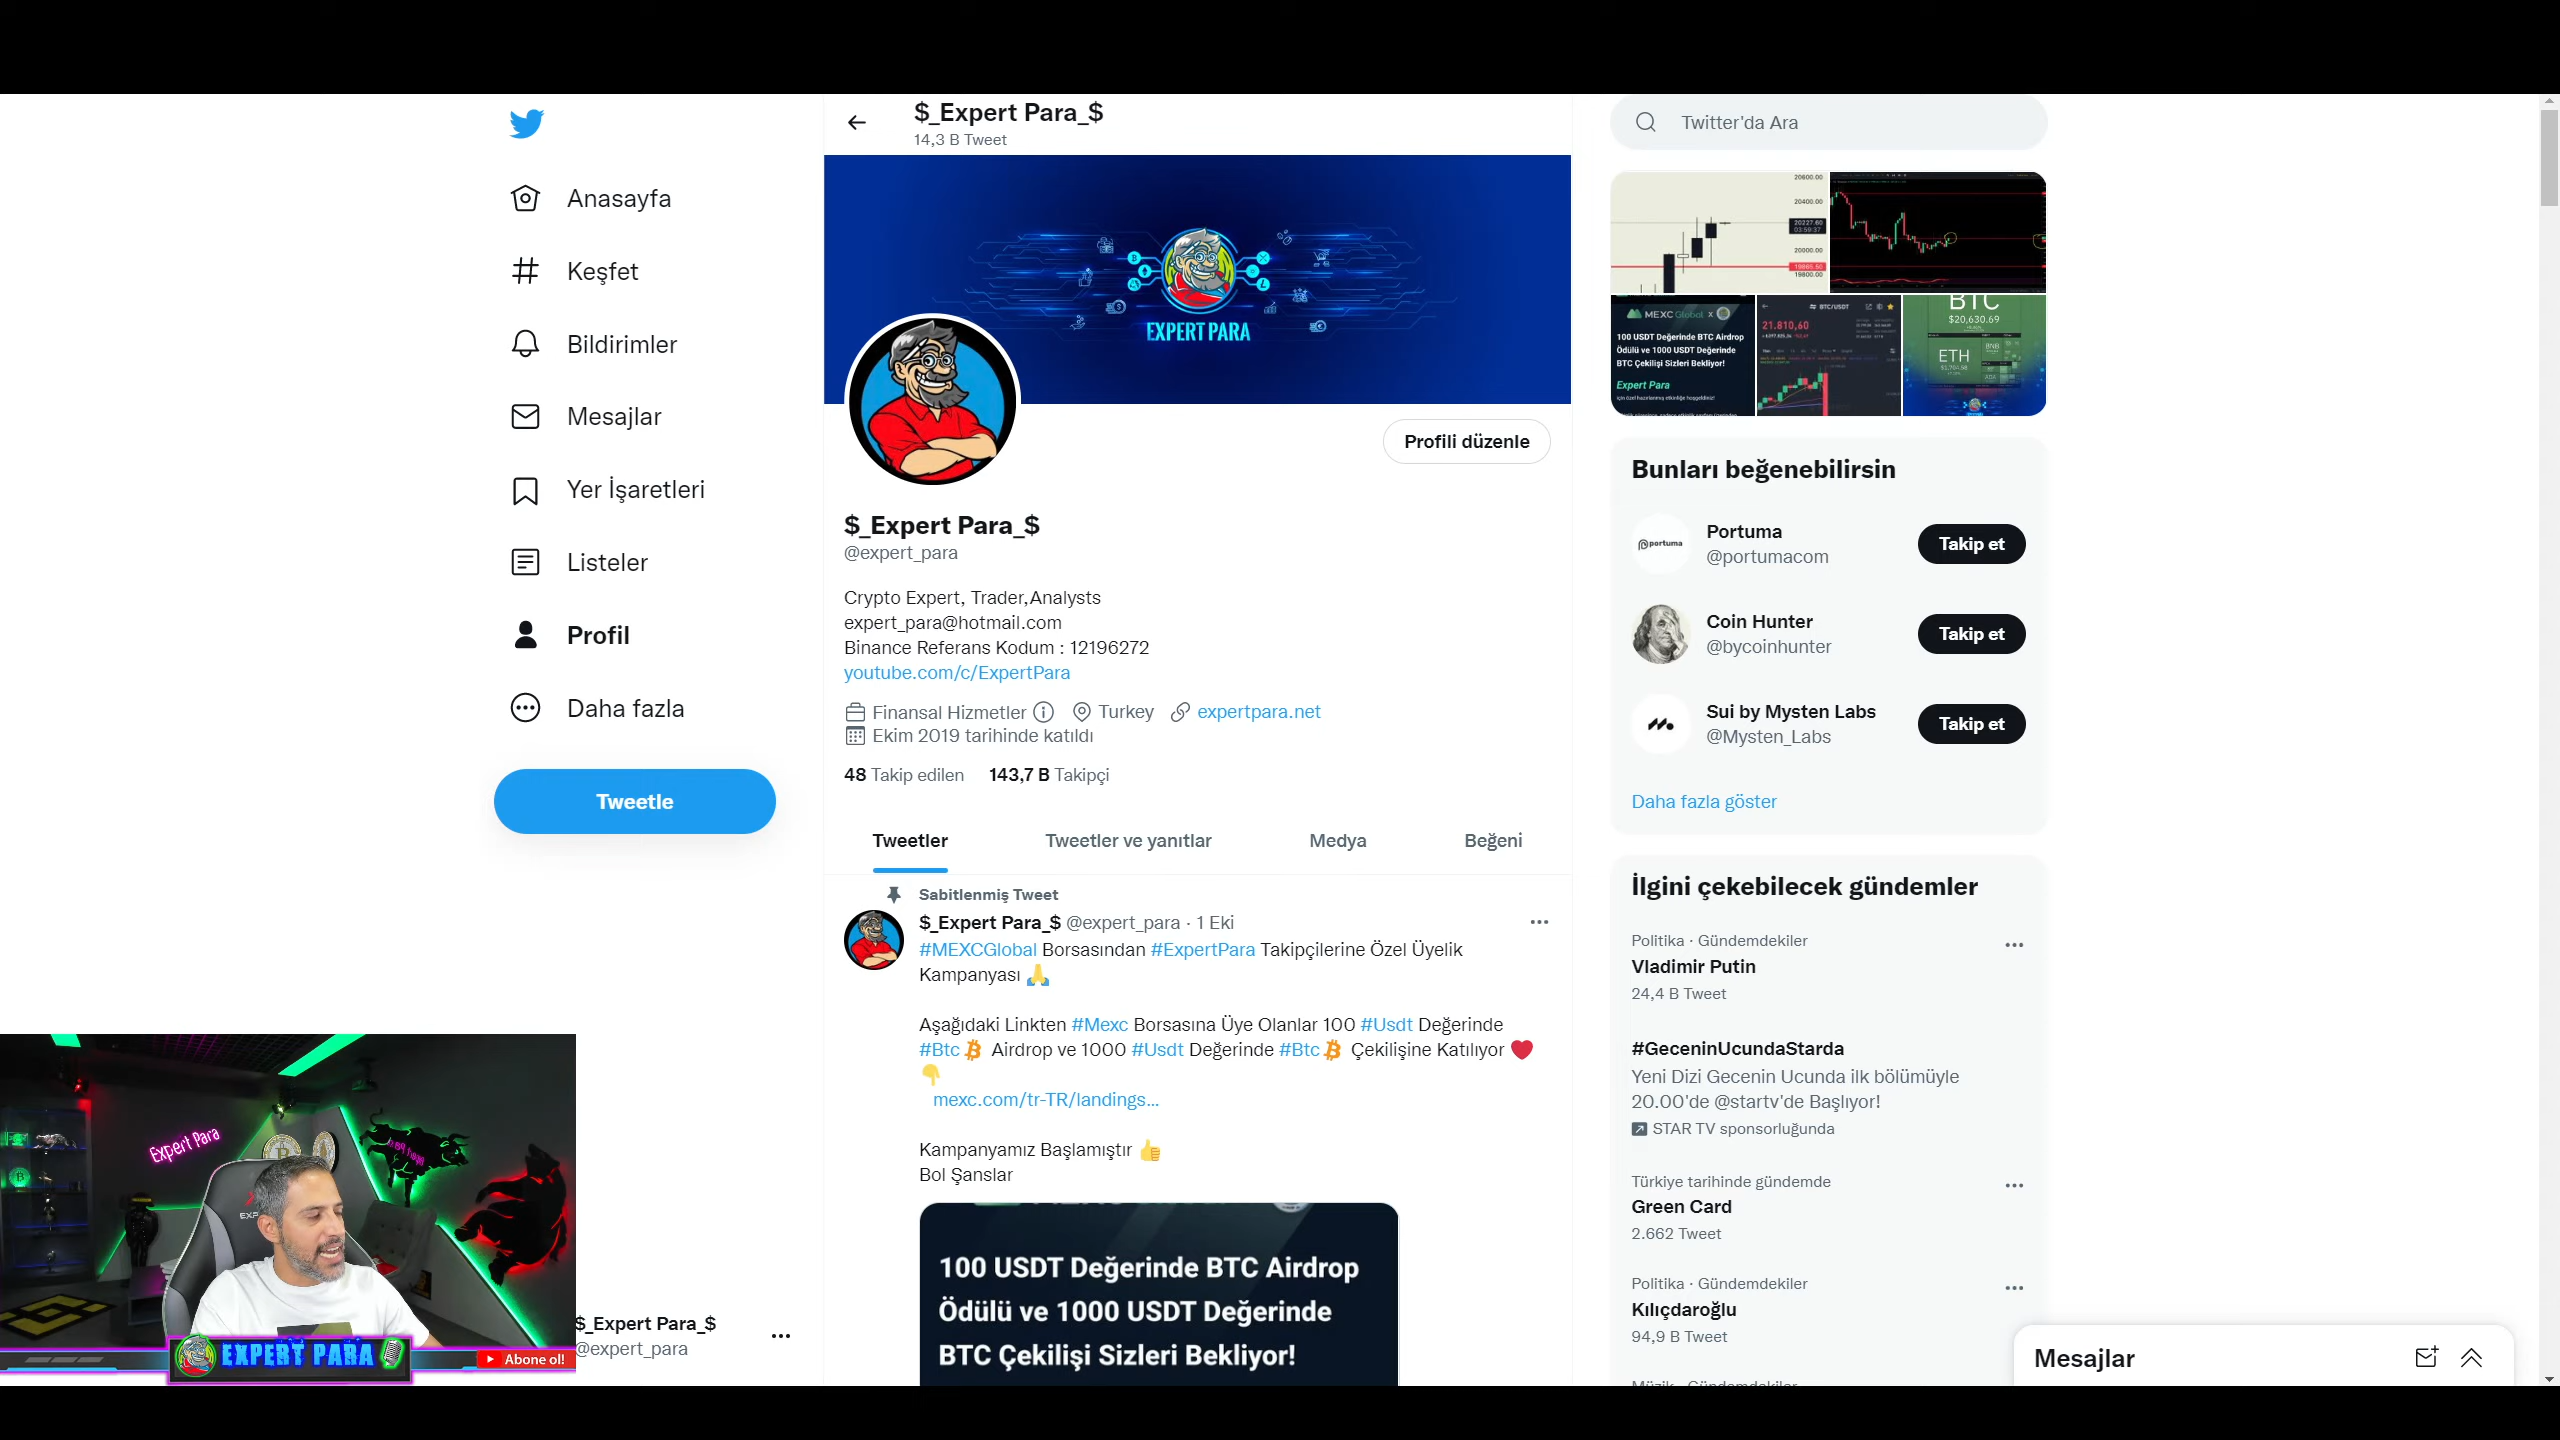 $_Expert Para_$
14,3 B Tweet
Twitter'da Ara
Anasayfa
Keşfet
Bildirimler
Mesajlar
Yer İşaretleri
Listeler
Profil
Daha fazla
Tweetle
EXPERT PARA
Profili düzenle
$_Expert Para_$
@expert_para
Crypto Expert, Trader,Analysts
expert_para@hotmail.com
Binance Referans Kodum : 12196272
youtube.com/c/ExpertPara
Finansal Hizmetler Turkey expertpara.net
Ekim 2019 tarihinde katıldı
48 Takip edilen 143,7 B Takipçi
Tweetler Tweetler ve yanıtlar Medya Beğeni
Sabitlenmiş Tweet
$_Expert Para_$ @expert_para · 1 Eki
#MEXCGlobal Borsasından #ExpertPara Takipçilerine Özel Üyelik
Kampanyası 🙏
Aşağıdaki Linkten #Mexc Borsasına Üye Olanlar 100 #Usdt Değerinde
#Btc Airdrop ve 1000 #Usdt Değerinde #Btc Çekilişine Katılıyor ❤️
👇
mexc.com/tr-TR/landings...
Kampanyamız Başlamıştır 👍
Bol Şanslar
100 USDT Değerinde BTC Airdrop
Ödülü ve 1000 USDT Değerinde
BTC Çekilişi Sizleri Bekliyor!
20600.00
20400.00
20227.60
03:59:37
20000.00
19800.00
MEXC Global x
100 USDT Değerinde BTC Airdrop
Ödülü ve 1000 USDT Değerinde
BTC Çekilişi Sizleri Bekliyor!
Expert Para
BTC/USDT
21.810,60
BTC
$20,630.69
ETH
BNB
Bunları beğenebilirsin
Portuma
@portumacom
Takip et
portuma
Coin Hunter
@bycoinhunter
Takip et
Sui by Mysten Labs
@Mysten_Labs
Takip et
Daha fazla göster
İlgini çekebilecek gündemler
Politika · Gündemdekiler
Vladimir Putin
24,4 B Tweet
#GeceninUcundaStarda
Yeni Dizi Gecenin Ucunda ilk bölümüyle
20.00'de @startv'de Başlıyor!
STAR TV sponsorluğunda
Türkiye tarihinde gündemde
Green Card
2.662 Tweet
Politika · Gündemdekiler
Kılıçdaroğlu
94,9 B Tweet
Müzik · Gündemdekiler
Mesajlar
Expert Para
EXPERT PARA
Abone ol!
$_Expert Para_$
@expert_para